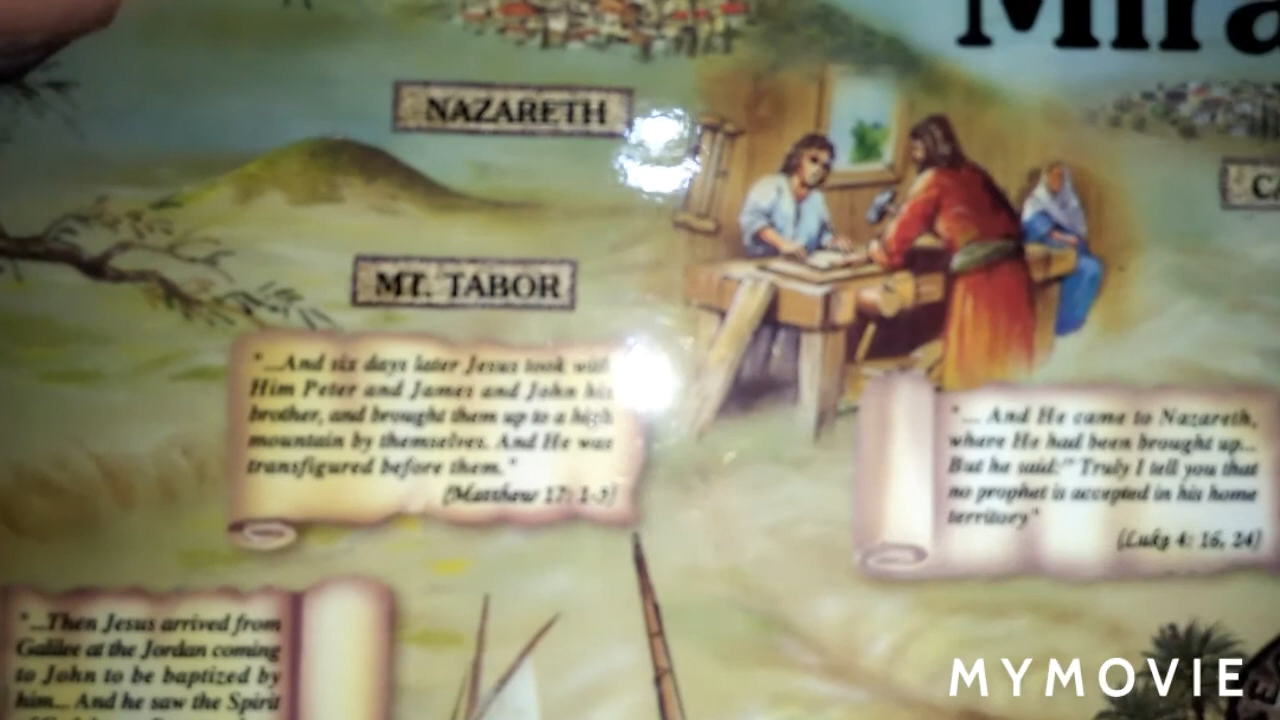 Mira
NAZARETH
CA
MT. TABOR
"...And six days later Jesus took with
Him Peter and James and John his
brother, and brought them up to a high
mountain by themselves. And He was
transfigured before them."
(Matthew 17: 1-3)
"... And He came to Nazareth,
where He had been brought up...
But he said:" Truly I tell you that
no prophet is accepted in his home
territory"
(Luke 4: 16, 24)
"...Then Jesus arrived from
Galilee at the Jordan coming
to John to be baptized by
him... And he saw the Spirit
MYMOVIE